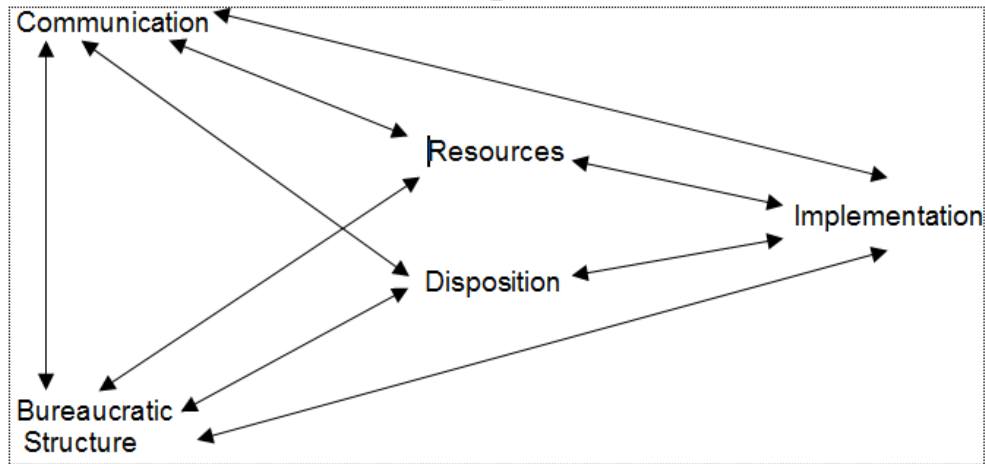 Communication
Resources
Implementation
Disposition
Bureaucratic
Structure